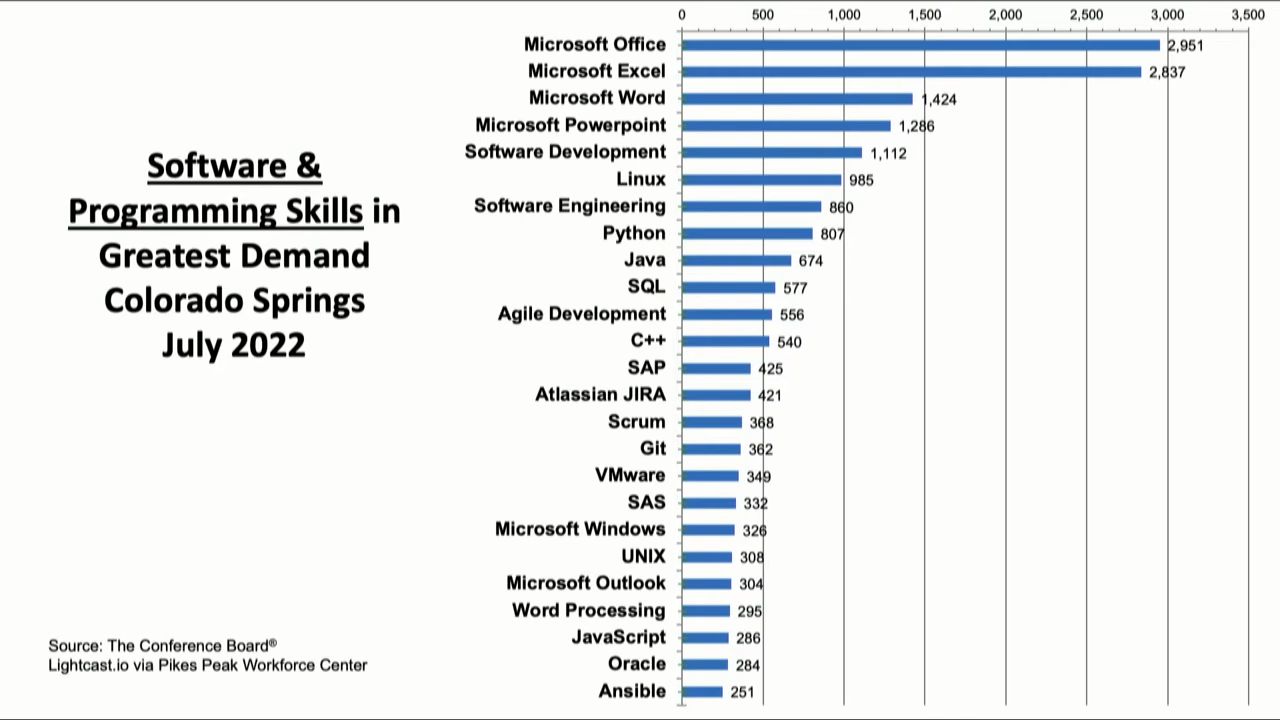 0 500 1,000 1,500 2,000 2,500 3,000 3,500
Microsoft Office 2,951
Microsoft Excel 2,837
Microsoft Word 1,424
Microsoft Powerpoint 1,286
Software Development 1,112
Linux 985
Software Engineering 860
Python 807
Java 674
SQL 577
Agile Development 556
C++ 540
SAP 425
Atlassian JIRA 421
Scrum 368
Git 362
VMware 349
SAS 332
Microsoft Windows 326
UNIX 308
Microsoft Outlook 304
Word Processing 295
JavaScript 286
Oracle 284
Ansible 251
Software &
Programming Skills in
Greatest Demand
Colorado Springs
July 2022
Source: The Conference Board®
Lightcast.io via Pikes Peak Workforce Center